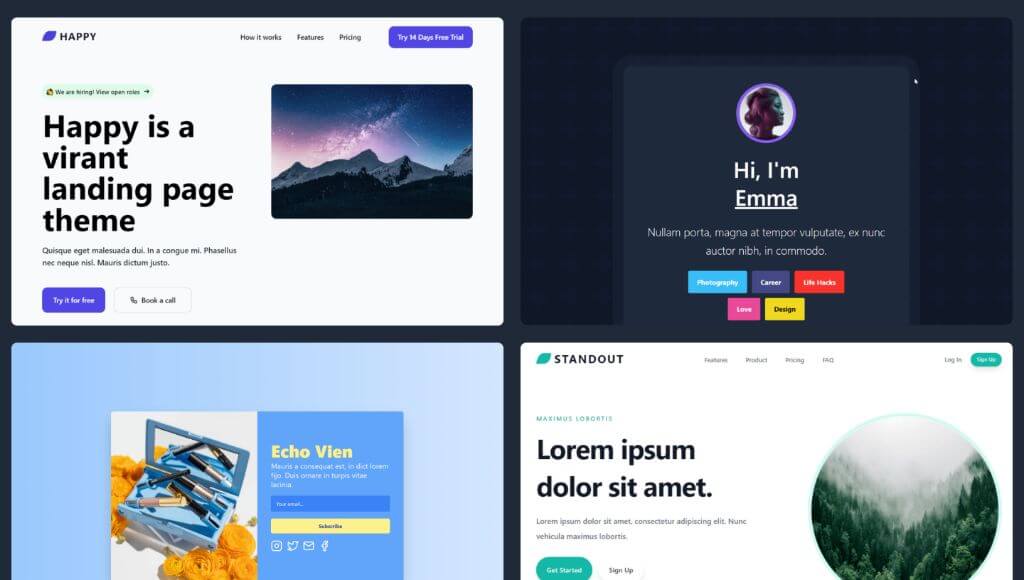 HAPPY
How it works Features Pricing Try 14 Days Free Trial
We are hiring! View open roles →
Happy is a
virant
landing page
theme
Quisque eget malesuada dui. In a congue mi. Phasellus
nec neque nisl. Mauris dictum justo.
Try it for free Book a call
Hi, I'm
Emma
Nullam porta, magna at tempor vulputate, ex nunc
auctor nibh, in commodo.
Photography Career Life Hacks
Love Design
Echo Vien
Mauris a consequat est, in dict lorem
fijo. Duis ornare in turpis vitae
lacinia.
Your email...
Subscribe
STANDOUT
Features Product Pricing FAQ Log In Sign Up
MAXIMUS LOBORTIS
Lorem ipsum
dolor sit amet.
Lorem ipsum dolor sit amet, consectetur adipiscing elit. Nunc
vehicula maximus lobortis.
Get Started Sign Up